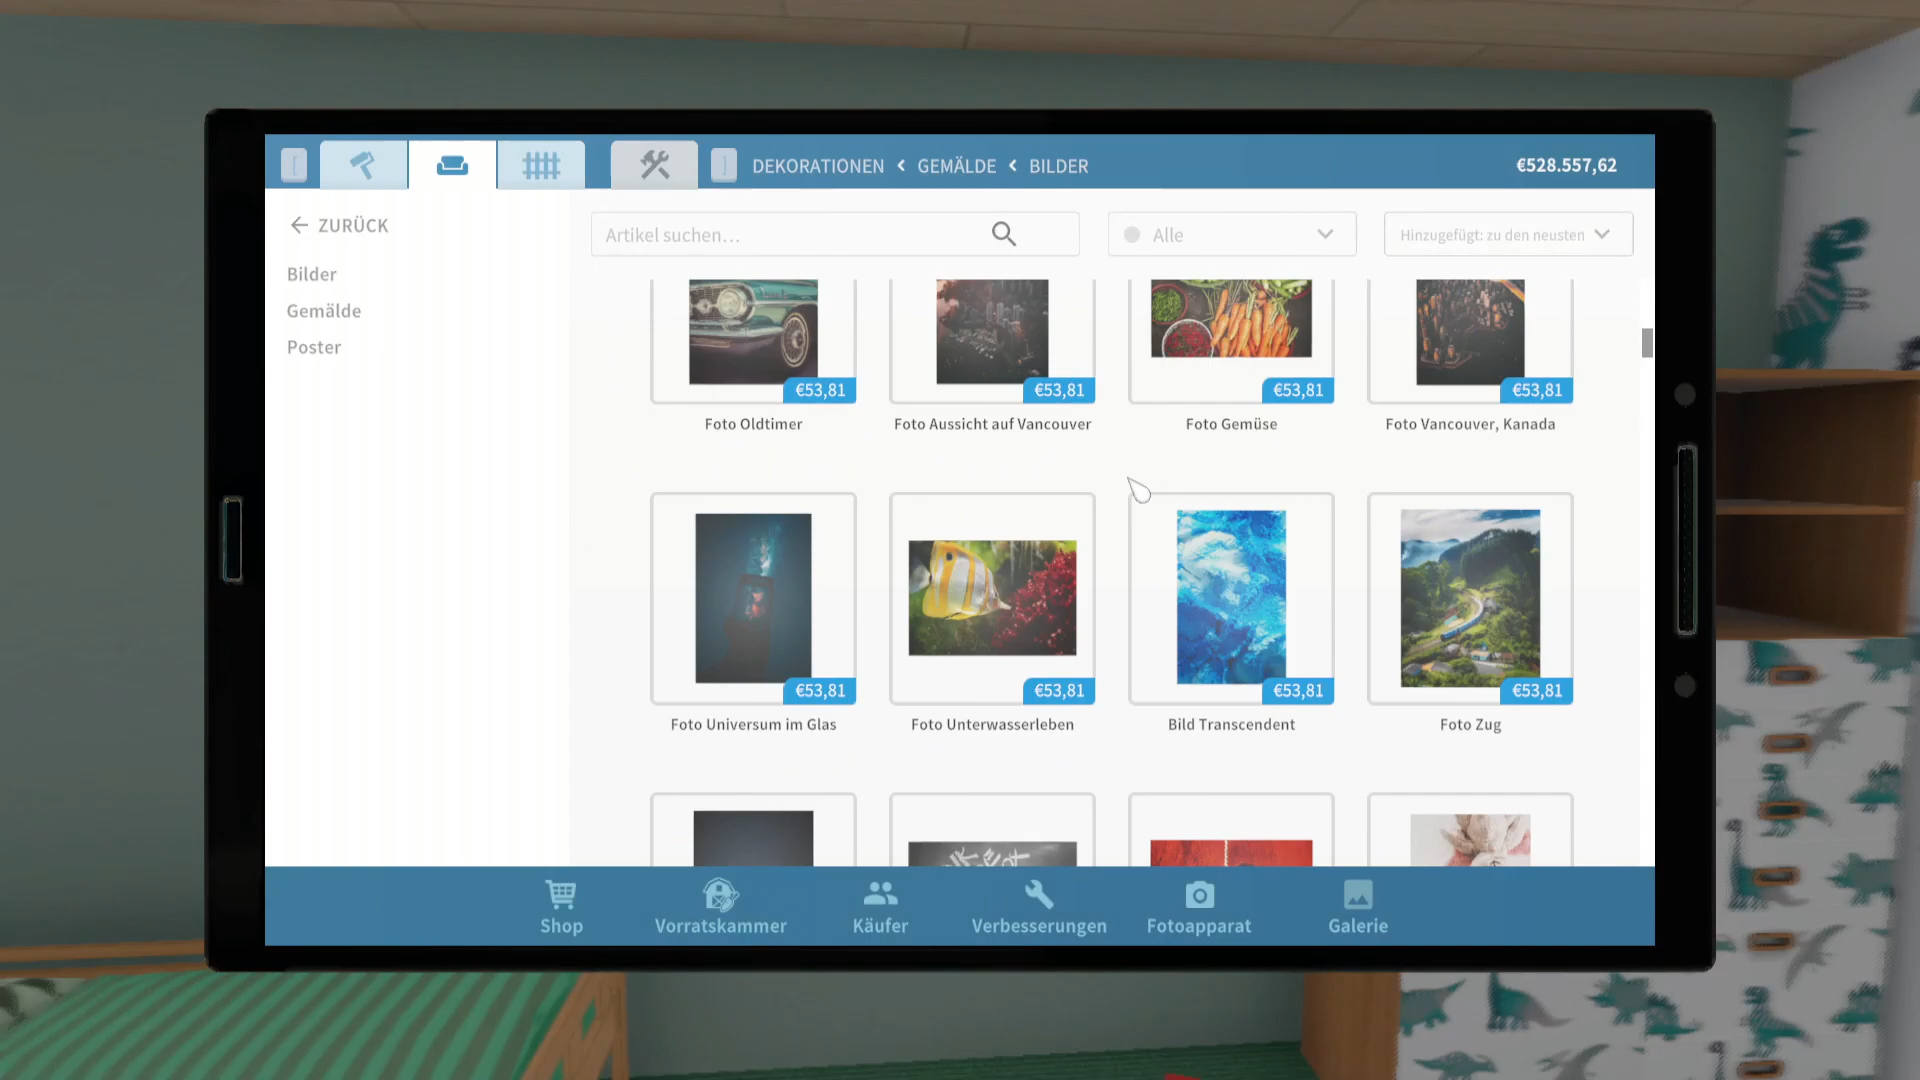 [
]
DEKORATIONEN < GEMÄLDE < BILDER
€528.557,62
ZURÜCK
Artikel suchen...
Alle
Hinzugefügt: zu den neusten
Bilder
Gemälde
Poster
€53,81
€53,81
€53,81
€53,81
Foto Oldtimer
Foto Aussicht auf Vancouver
Foto Gemüse
Foto Vancouver, Kanada
€53,81
€53,81
€53,81
€53,81
Foto Universum im Glas
Foto Unterwasserleben
Bild Transcendent
Foto Zug
Shop
Vorratskammer
Käufer
Verbesserungen
Fotoapparat
Galerie